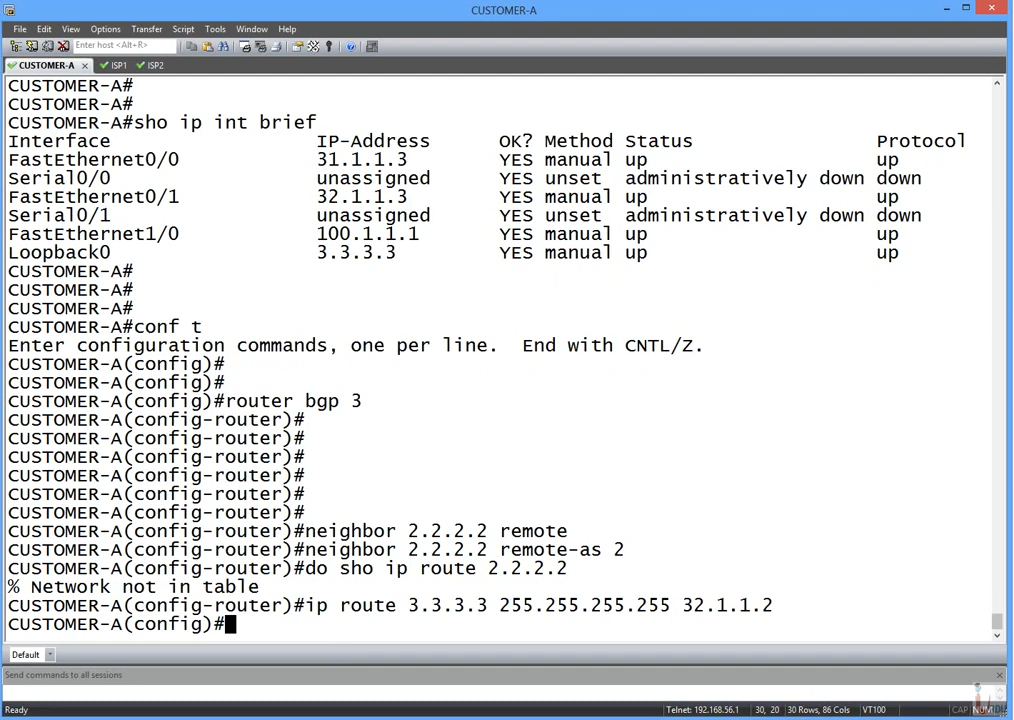 CUSTOMER-A
File Edit View Options Transfer Script Tools Window Help
Enter host <Alt+R>
CUSTOMER-A ISP1 ISP2
CUSTOMER-A#
CUSTOMER-A#
CUSTOMER-A#sho ip int brief
Interface IP-Address OK? Method Status Protocol
FastEthernet0/0 31.1.1.3 YES manual up up
Serial0/0 unassigned YES unset administratively down down
FastEthernet0/1 32.1.1.3 YES manual up up
Serial0/1 unassigned YES unset administratively down down
FastEthernet1/0 100.1.1.1 YES manual up up
Loopback0 3.3.3.3 YES manual up up
CUSTOMER-A#
CUSTOMER-A#
CUSTOMER-A#
CUSTOMER-A#conf t
Enter configuration commands, one per line. End with CNTL/Z.
CUSTOMER-A(config)#
CUSTOMER-A(config)#
CUSTOMER-A(config)#router bgp 3
CUSTOMER-A(config-router)#
CUSTOMER-A(config-router)#
CUSTOMER-A(config-router)#
CUSTOMER-A(config-router)#
CUSTOMER-A(config-router)#
CUSTOMER-A(config-router)#
CUSTOMER-A(config-router)#neighbor 2.2.2.2 remote
CUSTOMER-A(config-router)#neighbor 2.2.2.2 remote-as 2
CUSTOMER-A(config-router)#do sho ip route 2.2.2.2
% Network not in table
CUSTOMER-A(config-router)#ip route 3.3.3.3 255.255.255.255 32.1.1.2
CUSTOMER-A(config)#
Default
Send commands to all sessions
Ready Telnet: 192.168.56.1 30, 20 30 Rows, 86 Cols VT100 CAP NUM